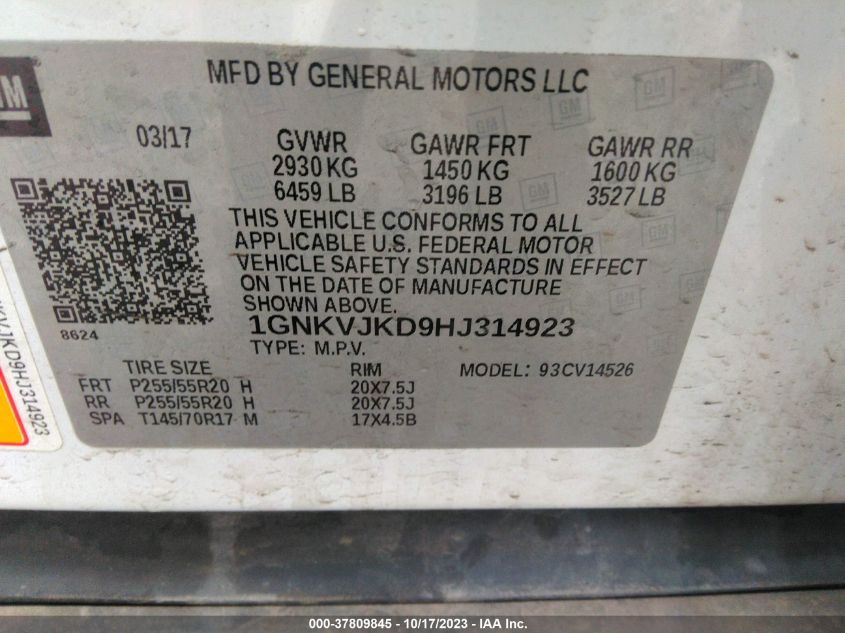 GM
MFD BY GENERAL MOTORS LLC
03/17 GVWR GAWR FRT GAWR RR
2930 KG 1450 KG 1600 KG
6459 LB 3196 LB 3527 LB
THIS VEHICLE CONFORMS TO ALL
APPLICABLE U.S. FEDERAL MOTOR
VEHICLE SAFETY STANDARDS IN EFFECT
ON THE DATE OF MANUFACTURE
SHOWN ABOVE.
8624
1GNKVJKD9HJ314923
TYPE: M.P.V.
TIRE SIZE RIM MODEL: 93CV14526
FRT P255/55R20 H 20X7.5J
RR P255/55R20 H 20X7.5J
SPA T145/70R17 M 17X4.5B
KVJKD9HJ314923
000-37809845 - 10/17/2023 - IAA Inc.